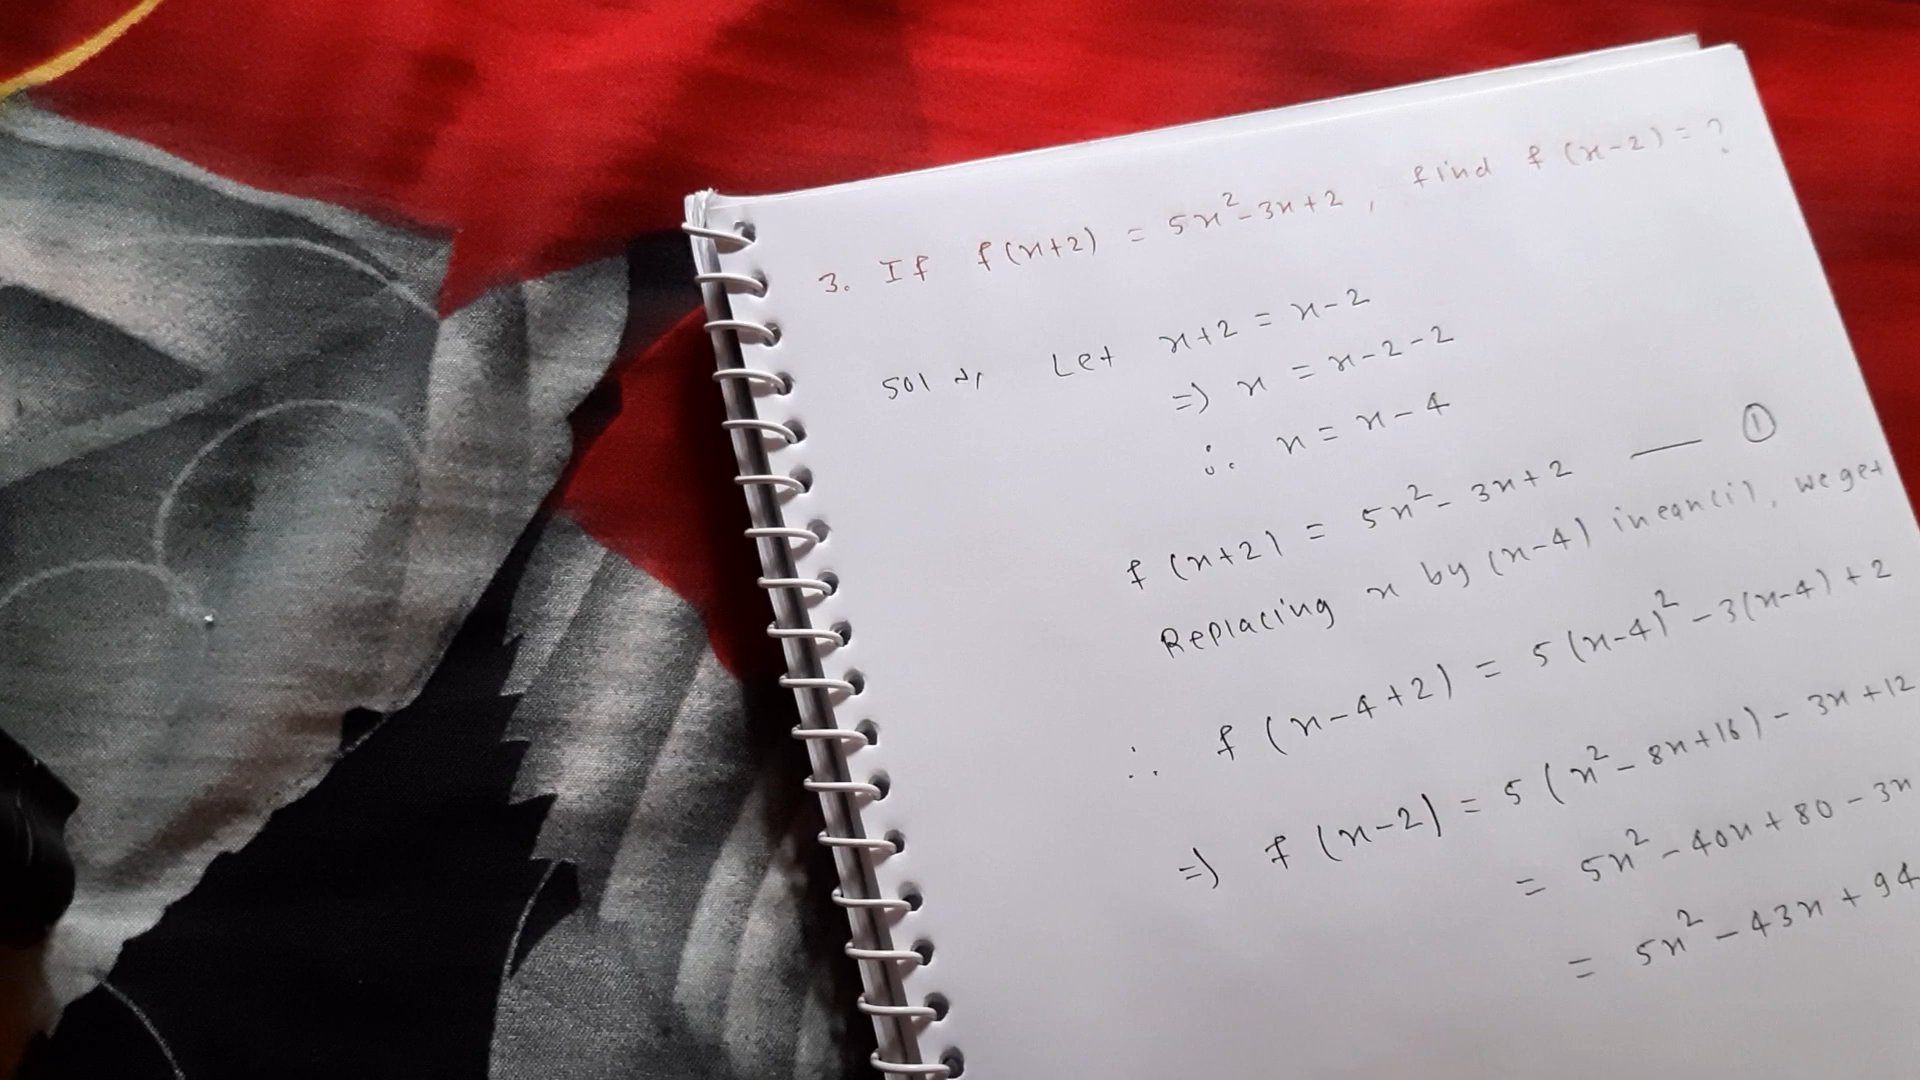 3. If f(x+2) = 5x²-3x+2, find f(x-2) = ?
Let x+2 = x-2
=> x = x-2-2
∴ x = x-4
f(x+2) = 5x²-3x+2 — ①
Replacing x by (x-4) in eqn(i), we get
∴ f(x-4+2) = 5(x-4)²-3(x-4)+2
=> f(x-2) = 5(x²-8x+16)-3x+12
= 5x²-40x+80-3x
= 5x²-43x+94